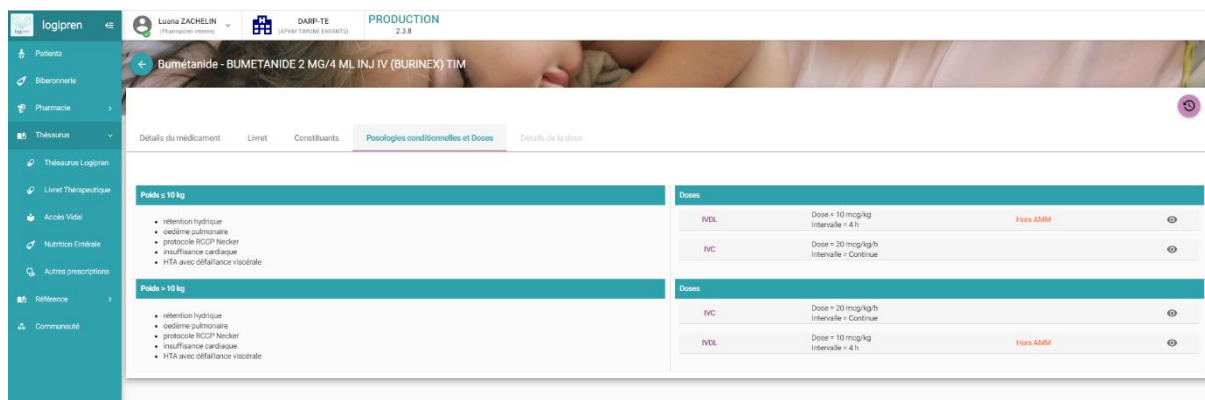 logipren
Luana ZACHELIN
(Pharmacien interne)
DARP-TE
(APHM TIMONE ENFANTS)
PRODUCTION
2.3.8
Patients
Biberonnerie
Pharmacie
Thésaurus
Thésaurus Logipren
Livret Thérapeutique
Accès Vidal
Nutrition Entérale
Autres prescriptions
Référence
Communauté
Bumétanide - BUMETANIDE 2 MG/4 ML INJ IV (BURINEX) TIM
Détails du médicament
Livret
Constituants
Posologies conditionnelles et Doses
Détails de la dose
Poids ≤ 10 kg
rétention hydrique
oedème pulmonaire
protocole RCCP Necker
insuffisance cardiaque
HTA avec défaillance viscérale
Doses
IVDL
Dose = 10 mcg/kg
Intervalle = 4 h
Hors AMM
IVC
Dose = 20 mcg/kg/h
Intervalle = Continue
Poids > 10 kg
rétention hydrique
oedème pulmonaire
protocole RCCP Necker
insuffisance cardiaque
HTA avec défaillance viscérale
Doses
IVC
Dose = 20 mcg/kg/h
Intervalle = Continue
IVDL
Dose = 10 mcg/kg
Intervalle = 4 h
Hors AMM